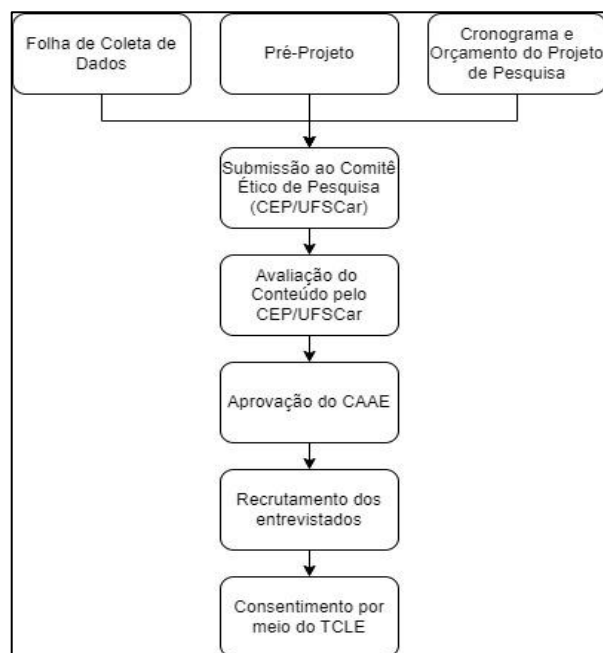 Folha de Coleta de
Dados
Pré-Projeto
Cronograma e
Orçamento do Projeto
de Pesquisa
Submissão ao Comitê
Ético de Pesquisa
(CEP/UFSCar)
Avaliação do
Conteúdo pelo
CEP/UFSCar
Aprovação do CAAE
Recrutamento dos
entrevistados
Consentimento por
meio do TCLE